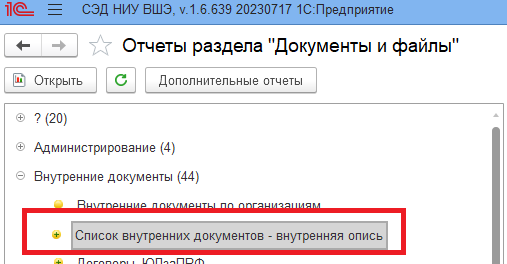 1С СЭД НИУ ВШЭ, v.1.6.639 20230717 1С:Предприятие
Отчеты раздела "Документы и файлы"
Открыть Дополнительные отчеты
? (20)
Администрирование (4)
Внутренние документы (44)
Внутренние документы по организациям
Список внутренних документов - внутренняя опись
Договоры